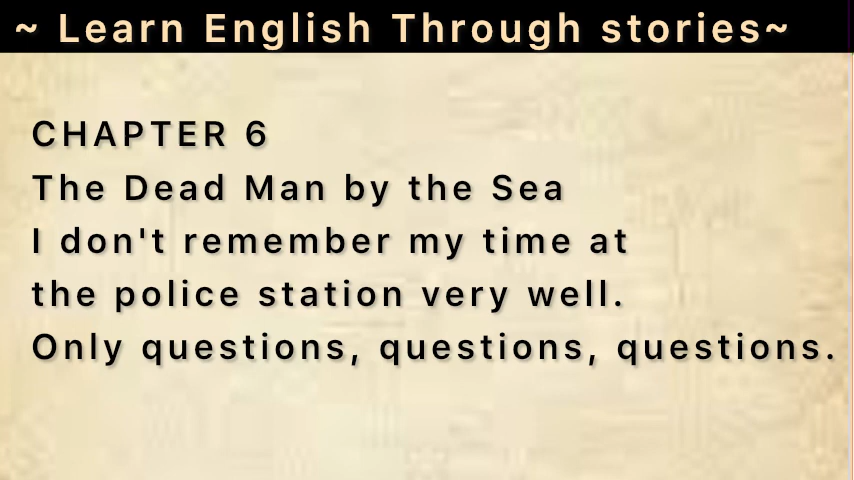 ~ Learn English Through stories~
CHAPTER 6
The Dead Man by the Sea
I don't remember my time at
the police station very well.
Only questions, questions, questions.